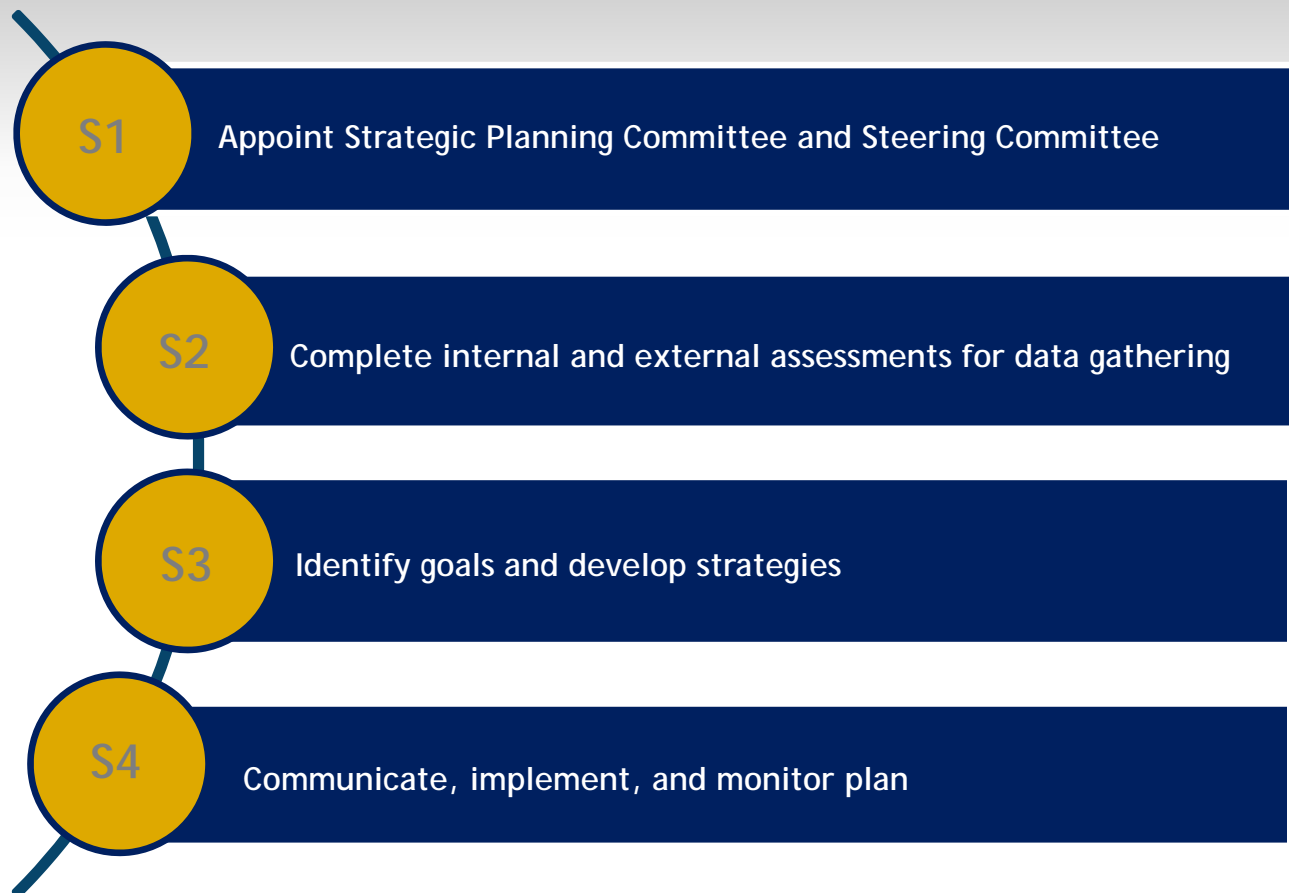 S1
Appoint Strategic Planning Committee and Steering Committee
S2
Complete internal and external assessments for data gathering
S3
Identify goals and develop strategies
S4
Communicate, implement, and monitor plan